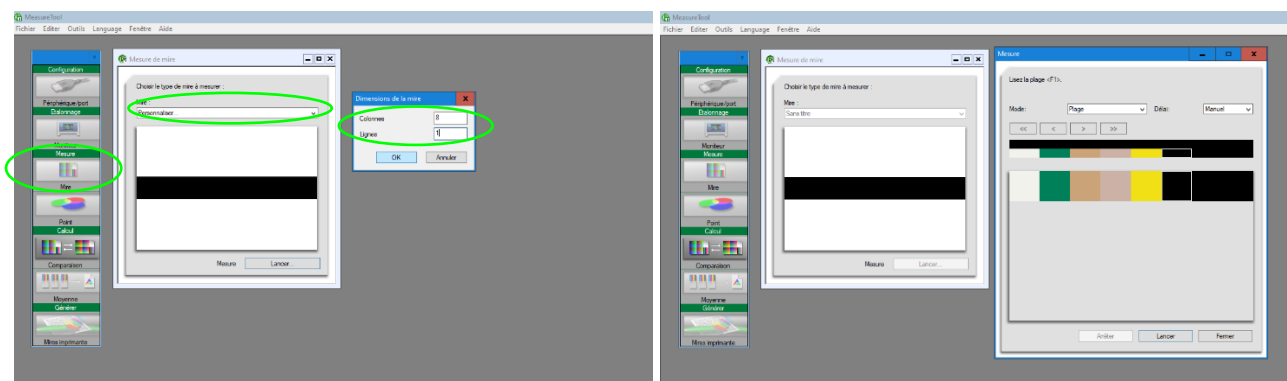 MeasureTool
Fichier Editer Outils Language Fenêtre Aide
Configuration
Périphérique/port
Etalonnage
Moniteur
Mesure
Mire
Point
Calcul
Comparaison
Moyenne
Générer
Mires imprimante
Mesure de mire
Choisir le type de mire à mesurer :
Mire :
Personnaliser...
Mesure Lancer...
Dimensions de la mire
Colonnes 8
Lignes 1
OK Annuler
MeasureTool
Fichier Editer Outils Language Fenêtre Aide
Configuration
Périphérique/port
Etalonnage
Moniteur
Mesure
Mire
Point
Calcul
Comparaison
Moyenne
Générer
Mires imprimante
Mesure de mire
Choisir le type de mire à mesurer :
Mire :
Sans titre
Mesure Lancer...
Mesure
Lisez la plage <F1>.
Mode: Plage Délai: Manuel
<< < > >>
Arrêter Lancer Fermer